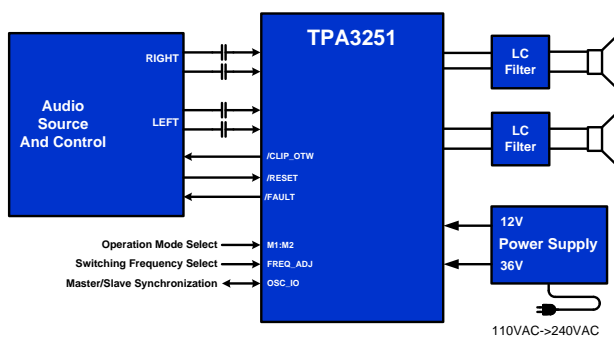 TPA3251
RIGHT
LC
Filter
Audio
Source
And Control
LEFT
LC
Filter
/CLIP_OTW
/RESET
/FAULT
12V
Power Supply
36V
Operation Mode Select
M1:M2
Switching Frequency Select
FREQ_ADJ
Master/Slave Synchronization
OSC_IO
110VAC->240VAC